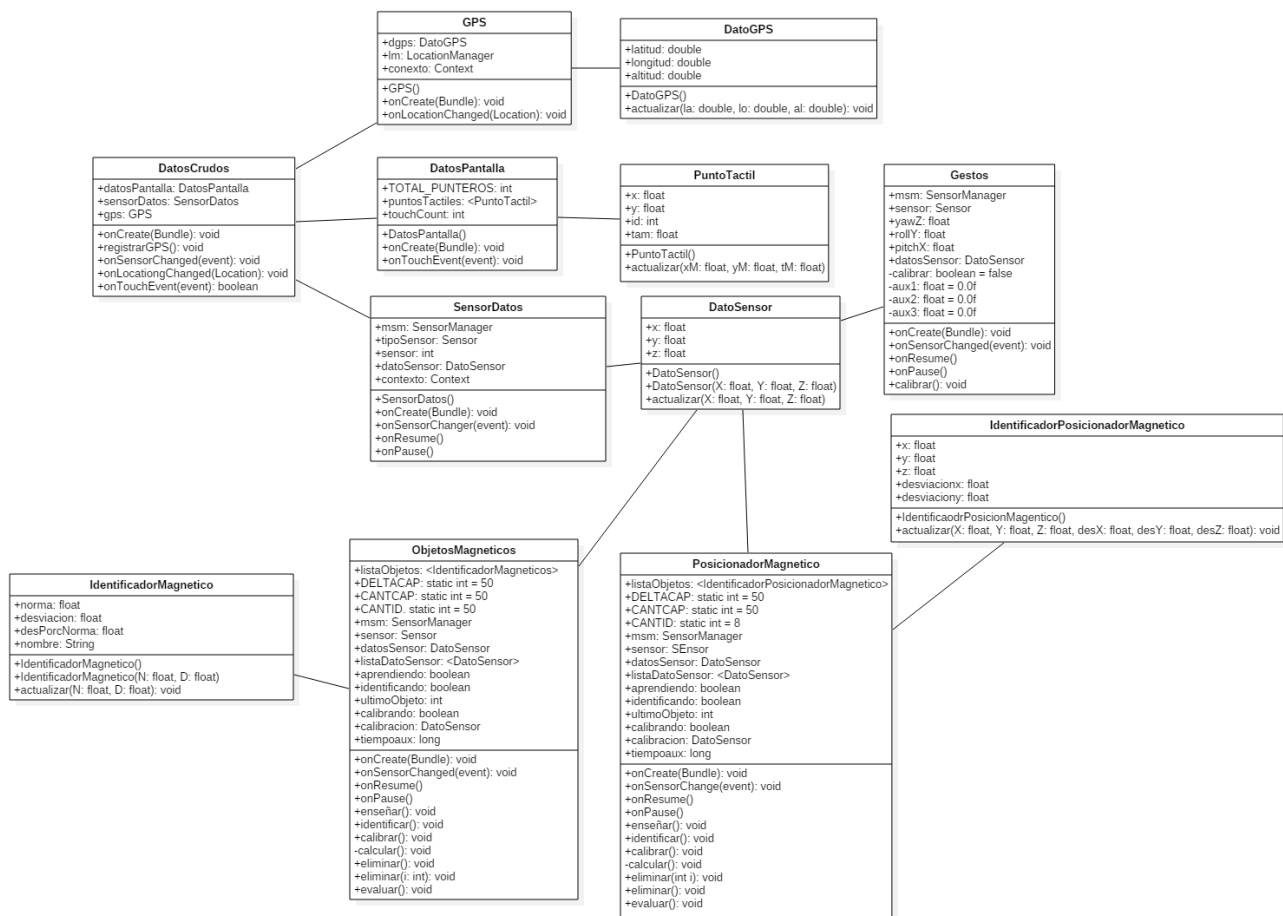 GPS
+dgps: DatoGPS
+lm: LocationManager
+conexto: Context
+GPS()
+onCreate(Bundle): void
+onLocationChanged(Location): void
DatoGPS
+latitud: double
+longitud: double
+altitud: double
+DatoGPS()
+actualizar(la: double, lo: double, al: double): void
DatosCrudos
+datosPantalla: DatosPantalla
+sensorDatos: SensorDatos
+gps: GPS
+onCreate(Bundle): void
+registrarGPS(): void
+onSensorChanged(event): void
+onLocationgChanged(Location): void
+onTouchEvent(event): boolean
DatosPantalla
+TOTAL_PUNTEROS: int
+puntosTactiles: <PuntoTactil>
+touchCount: int
+DatosPantalla()
+onCreate(Bundle): void
+onTouchEvent(event): void
PuntoTactil
+x: float
+y: float
+id: int
+tam: float
+PuntoTactil()
+actualizar(xM: float, yM: float, tM: float)
Gestos
+msm: SensorManager
+sensor: Sensor
+yawZ: float
+rollY: float
+pitchX: float
+datosSensor: DatoSensor
-calibrar: boolean = false
-aux1: float = 0.0f
-aux2: float = 0.0f
-aux3: float = 0.0f
+onCreate(Bundle): void
+onSensorChanged(event): void
+onResume()
+onPause()
+calibrar(): void
SensorDatos
+msm: SensorManager
+tipoSensor: Sensor
+sensor: int
+datoSensor: DatoSensor
+contexto: Context
+SensorDatos()
+onCreate(Bundle): void
+onSensorChanger(event): void
+onResume()
+onPause()
DatoSensor
+x: float
+y: float
+z: float
+DatoSensor()
+DatoSensor(X: float, Y: float, Z: float)
+actualizar(X: float, Y: float, Z: float)
IdentificadorPosicionadorMagnetico
+x: float
+y: float
+z: float
+desviacionx: float
+desviaciony: float
+IdentificaodrPosicionMagentico()
+actualizar(X: float, Y: float, Z: float, desX: float, desY: float, desZ: float): void
IdentificadorMagnetico
+norma: float
+desviacion: float
+desPorcNorma: float
+nombre: String
+IdentificadorMagnetico()
+IdentificadorMagnetico(N: float, D: float)
+actualizar(N: float, D: float): void
ObjetosMagneticos
+listaObjetos: <IdentificadorMagneticos>
+DELTACAP: static int = 50
+CANTCAP: static int = 50
+CANTID: static int = 50
+msm: SensorManager
+sensor: Sensor
+datosSensor: DatoSensor
+listaDatoSensor: <DatoSensor>
+aprendiendo: boolean
+identificando: boolean
+ultimoObjeto: int
+calibrando: boolean
+calibracion: DatoSensor
+tiempoaux: long
+onCreate(Bundle): void
+onSensorChanged(event): void
+onResume()
+onPause()
+enseñar(): void
+identificar(): void
+calibrar(): void
-calcular(): void
+eliminar(): void
+eliminar(i: int): void
+evaluar(): void
PosicionadorMagnetico
+listaObjetos: <IdentificadorPosicionadorMagnetico>
+DELTACAP: static int = 50
+CANTCAP: static int = 50
+CANTID: static int = 8
+msm: SensorManager
+sensor: SEnsor
+datosSensor: DatoSensor
+listaDatoSensor: <DatoSensor>
+aprendiendo: boolean
+identificando: boolean
+ultimoObjeto: int
+calibrando: boolean
+calibracion: DatoSensor
+tiempoaux: long
+onCreate(Bundle): void
+onSensorChange(event): void
+onResume()
+onPause()
+enseñar(): void
+identificar(): void
+calibrar(): void
-calcular(): void
+eliminar(int i): void
+eliminar(): void
+evaluar(): void